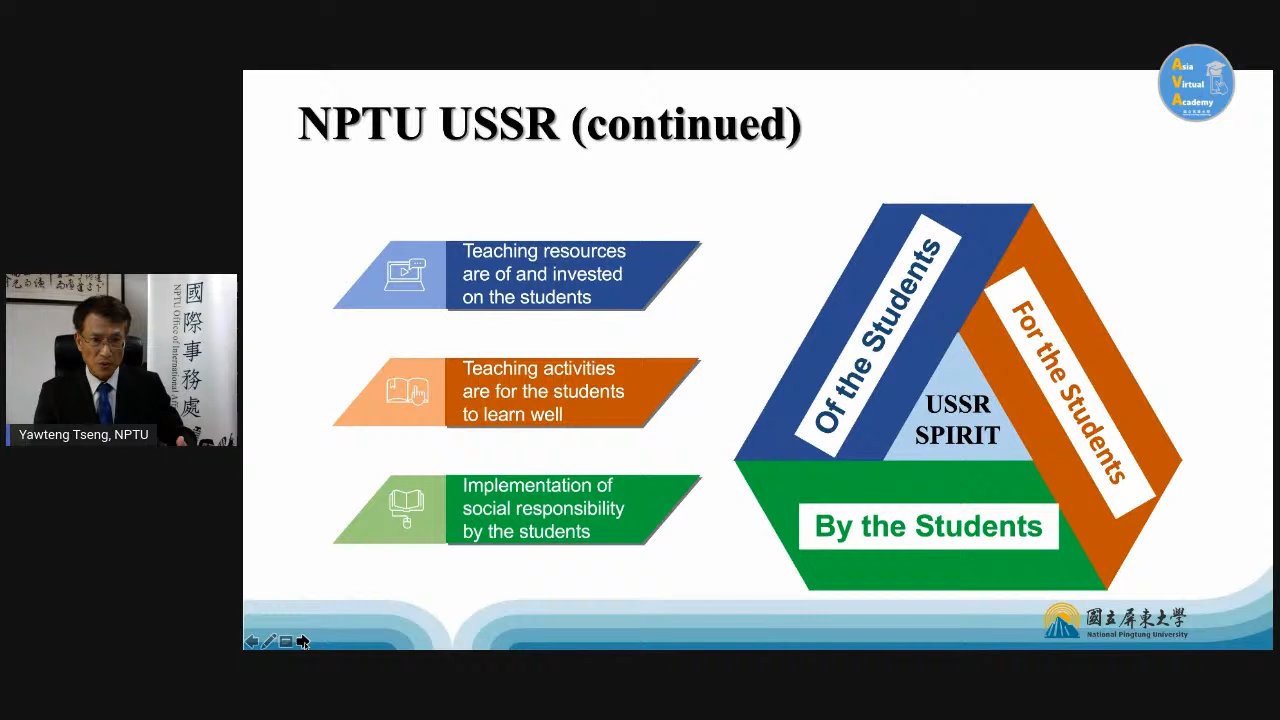 NPTU USSR (continued)
Asia
Virtual
Academy
Teaching resources
are of and invested
on the students
Teaching activities
are for the students
to learn well
Implementation of
social responsibility
by the students
Of the Students
For the Students
By the Students
USSR
SPIRIT
國際事務處
NPTU Office of International Aff
Yawteng Tseng, NPTU
國立屏東大學
National Pingtung University